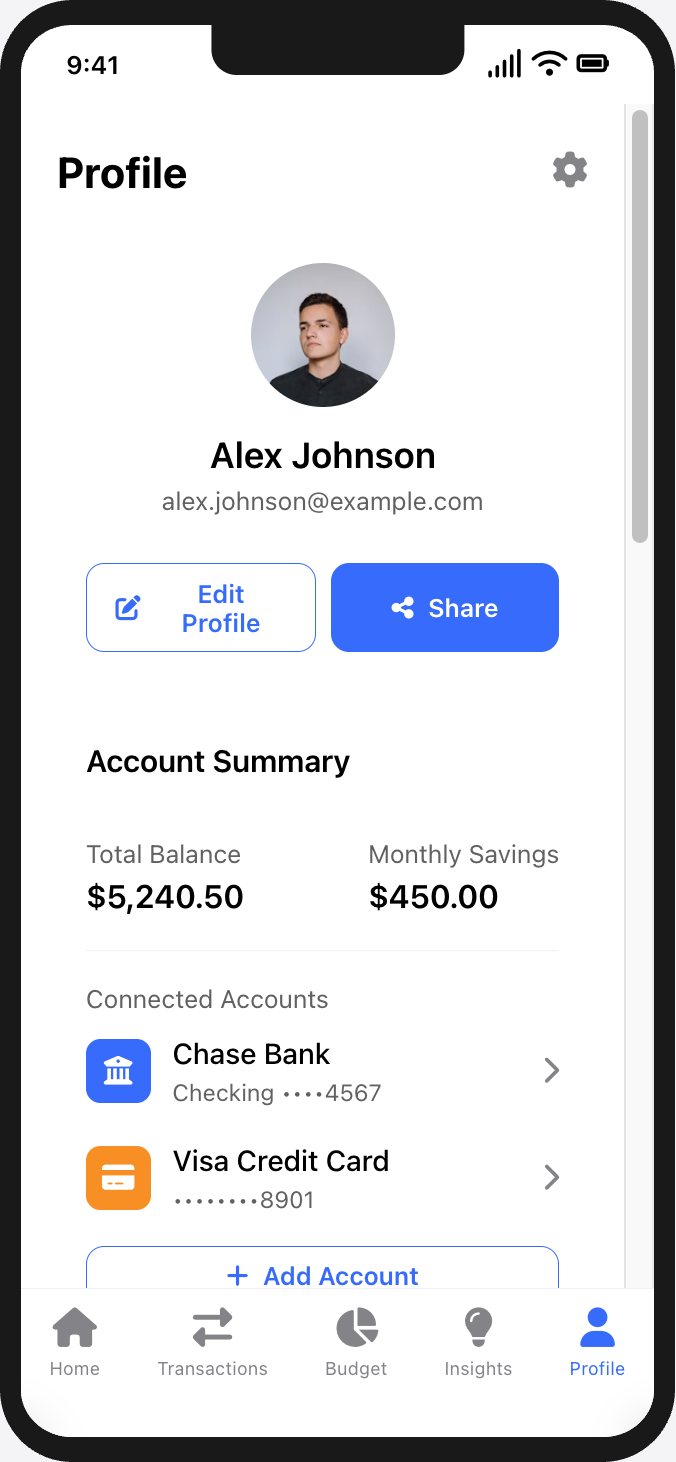 9:41
Profile
Alex Johnson
alex.johnson@example.com
Edit
Profile
Share
Account Summary
Total Balance
Monthly Savings
$5,240.50
$450.00
Connected Accounts
Chase Bank
Checking ••••4567
Visa Credit Card
••••••••8901
+ Add Account
Home
Transactions
Budget
Insights
Profile